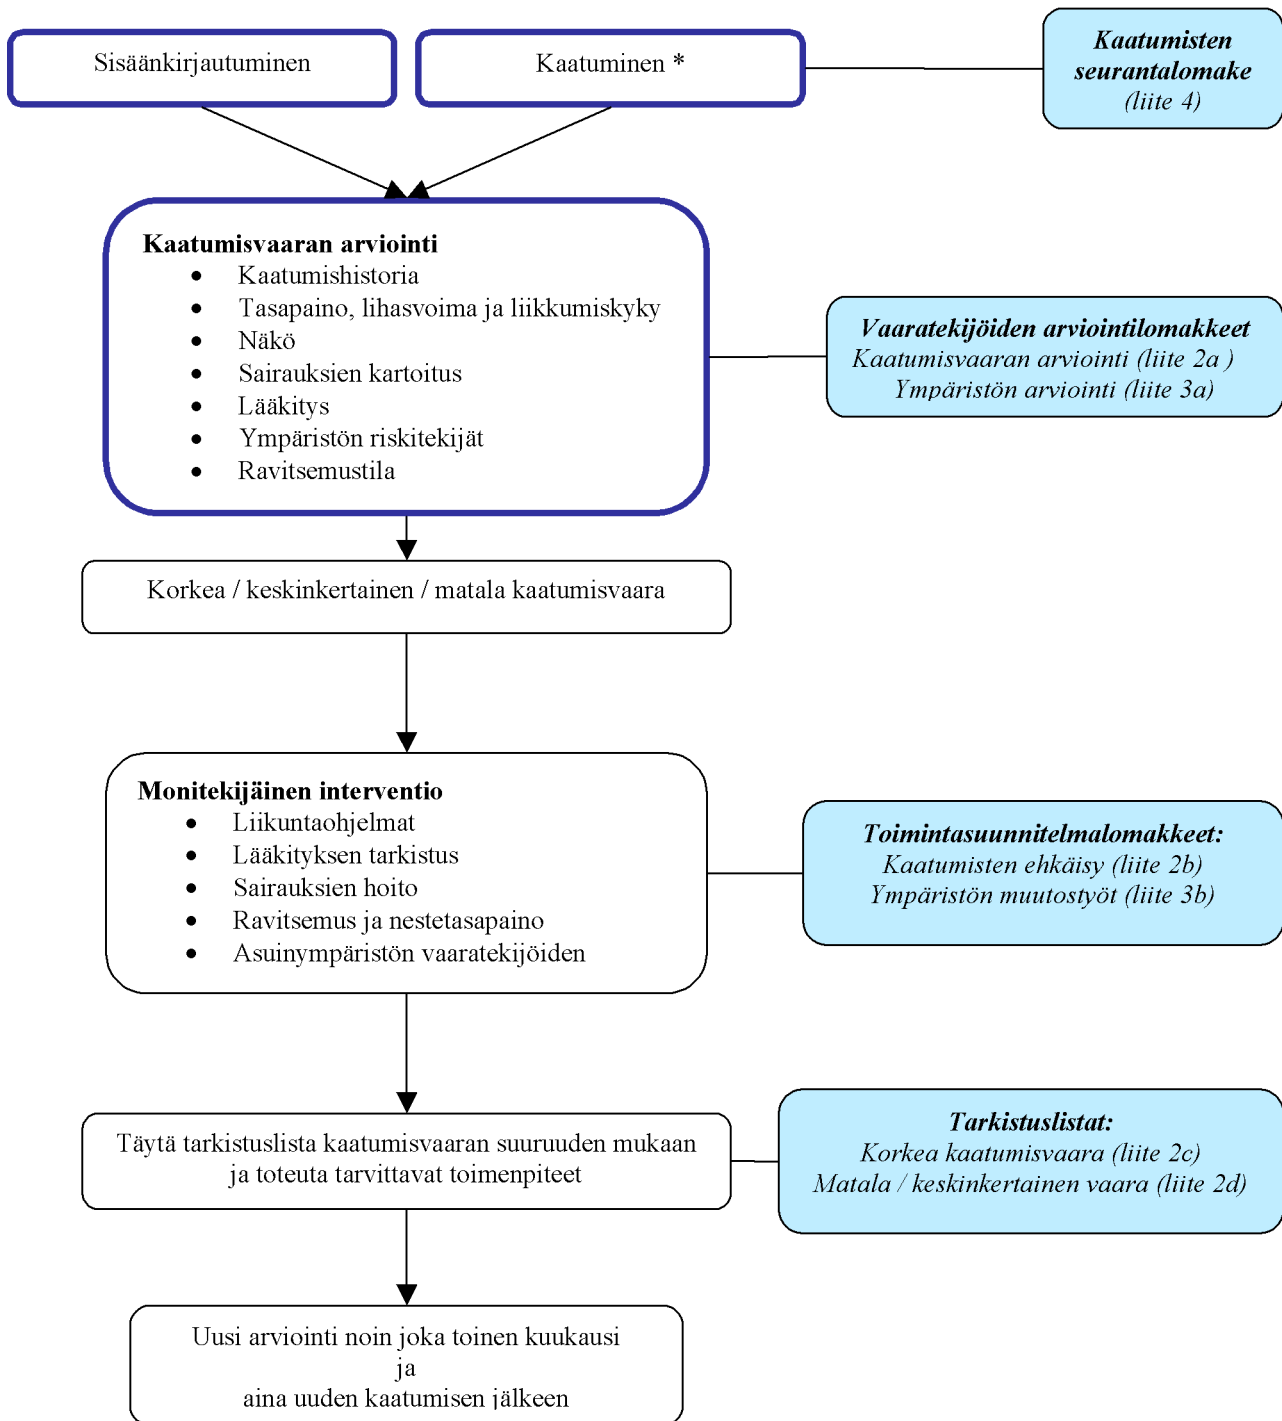 Sisäänkirjautuminen
Kaatuminen *
Kaatumisten
seurantalomake
(liite 4)
Kaatumisvaaran arviointi
• Kaatumishistoria
• Tasapaino, lihasvoima ja liikkumiskyky
• Näkö
• Sairauksien kartoitus
• Lääkitys
• Ympäristön riskitekijät
• Ravitsemustila
Vaaratekijöiden arviointilomakkeet
Kaatumisvaaran arviointi (liite 2a )
Ympäristön arviointi (liite 3a)
Korkea / keskinkertainen / matala kaatumisvaara
Monitekijäinen interventio
• Liikuntaohjelmat
• Lääkityksen tarkistus
• Sairauksien hoito
• Ravitsemus ja nestetasapaino
• Asuinympäristön vaaratekijöiden
Toimintasuunnitelmalomakkeet:
Kaatumisten ehkäisy (liite 2b)
Ympäristön muutostyöt (liite 3b)
Täytä tarkistuslista kaatumisvaaran suuruuden mukaan
ja toteuta tarvittavat toimenpiteet
Tarkistuslistat:
Korkea kaatumisvaara (liite 2c)
Matala / keskinkertainen vaara (liite 2d)
Uusi arviointi noin joka toinen kuukausi
ja
aina uuden kaatumisen jälkeen